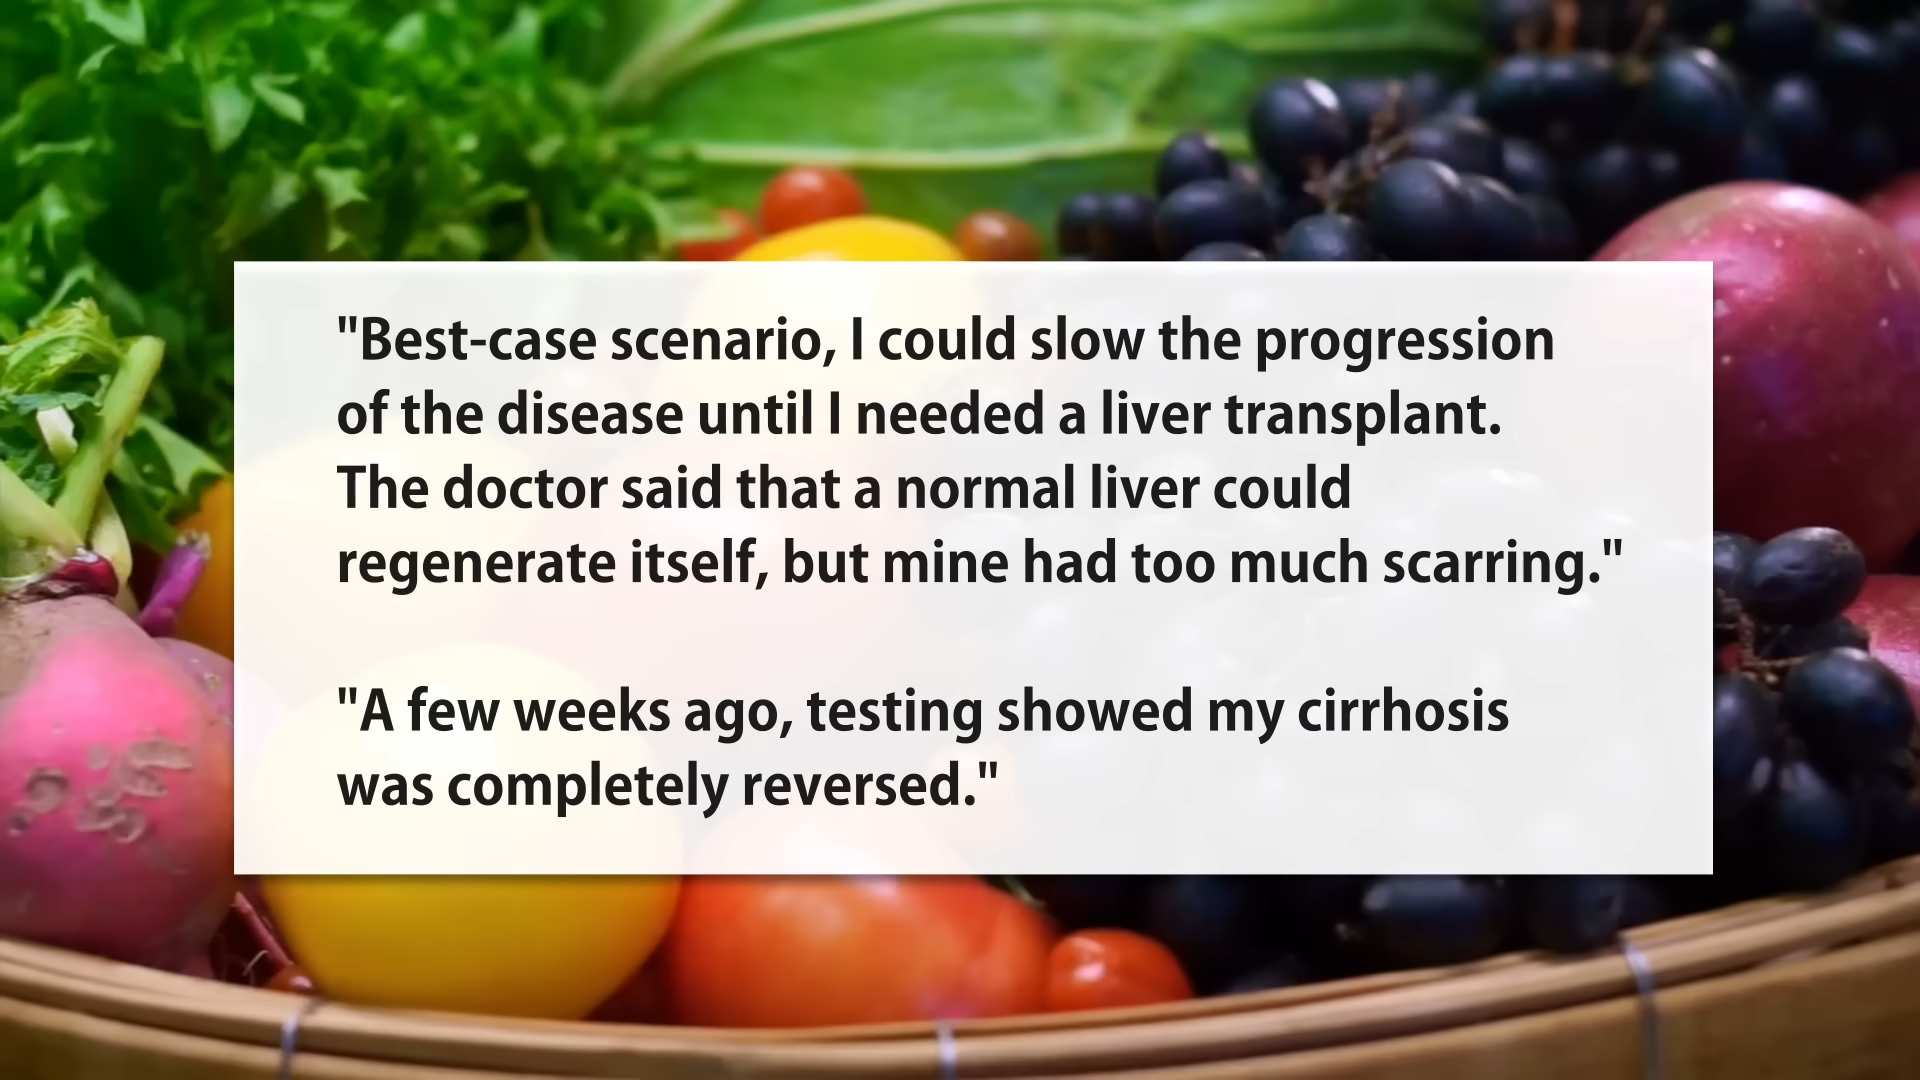 "Best-case scenario, I could slow the progression
of the disease until I needed a liver transplant.
The doctor said that a normal liver could
regenerate itself, but mine had too much scarring."
"A few weeks ago, testing showed my cirrhosis
was completely reversed."